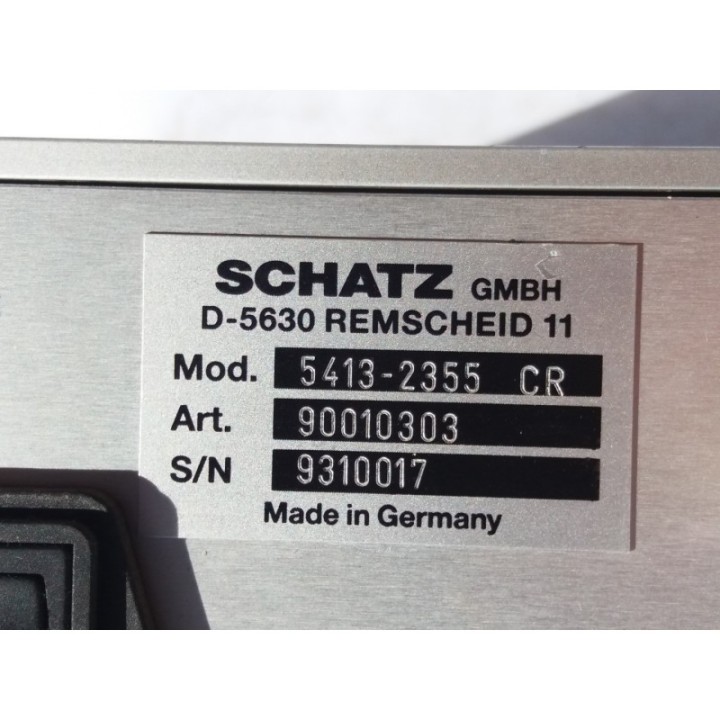 SCHATZ GMBH
D-5630 REMSCHEID 11
Mod. 5413-2355 CR
Art. 90010303
S/N 9310017
Made in Germany